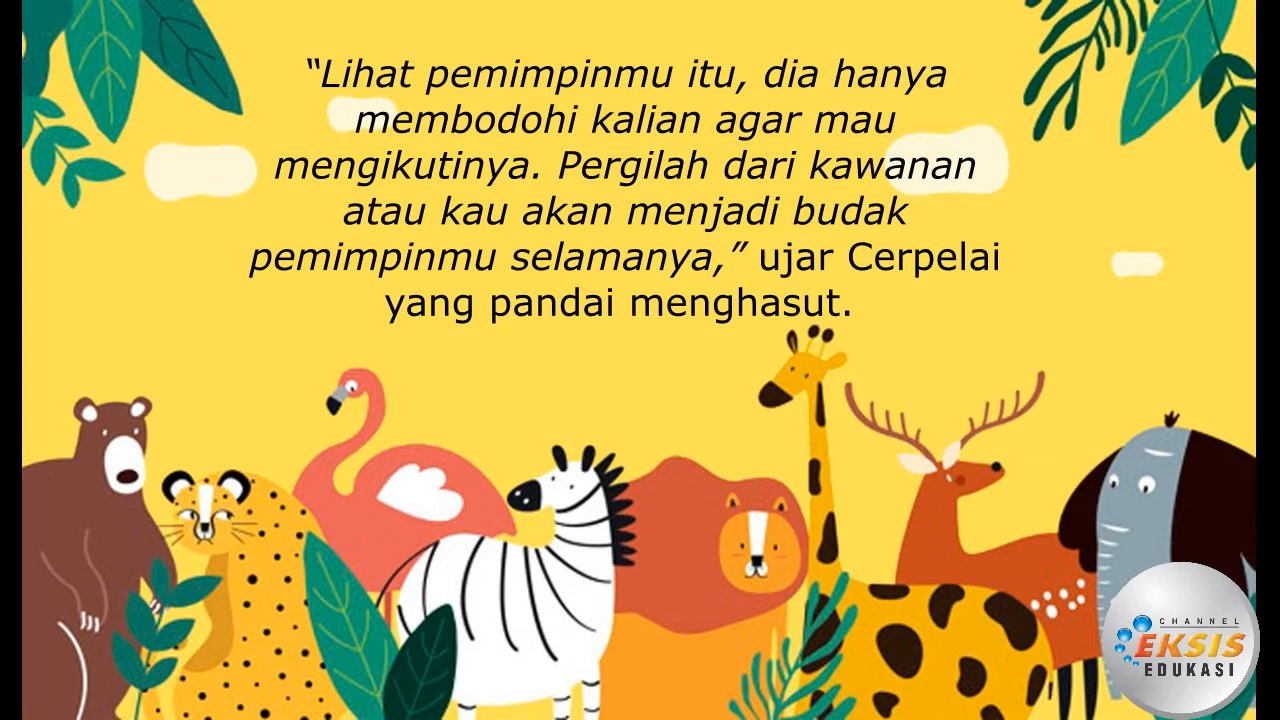 “Lihat pemimpinmu itu, dia hanya
membodohi kalian agar mau
mengikutinya. Pergilah dari kawanan
atau kau akan menjadi budak
pemimpinmu selamanya,” ujar Cerpelai
yang pandai menghasut.
CHANNEL
EKSIS
EDUKASI